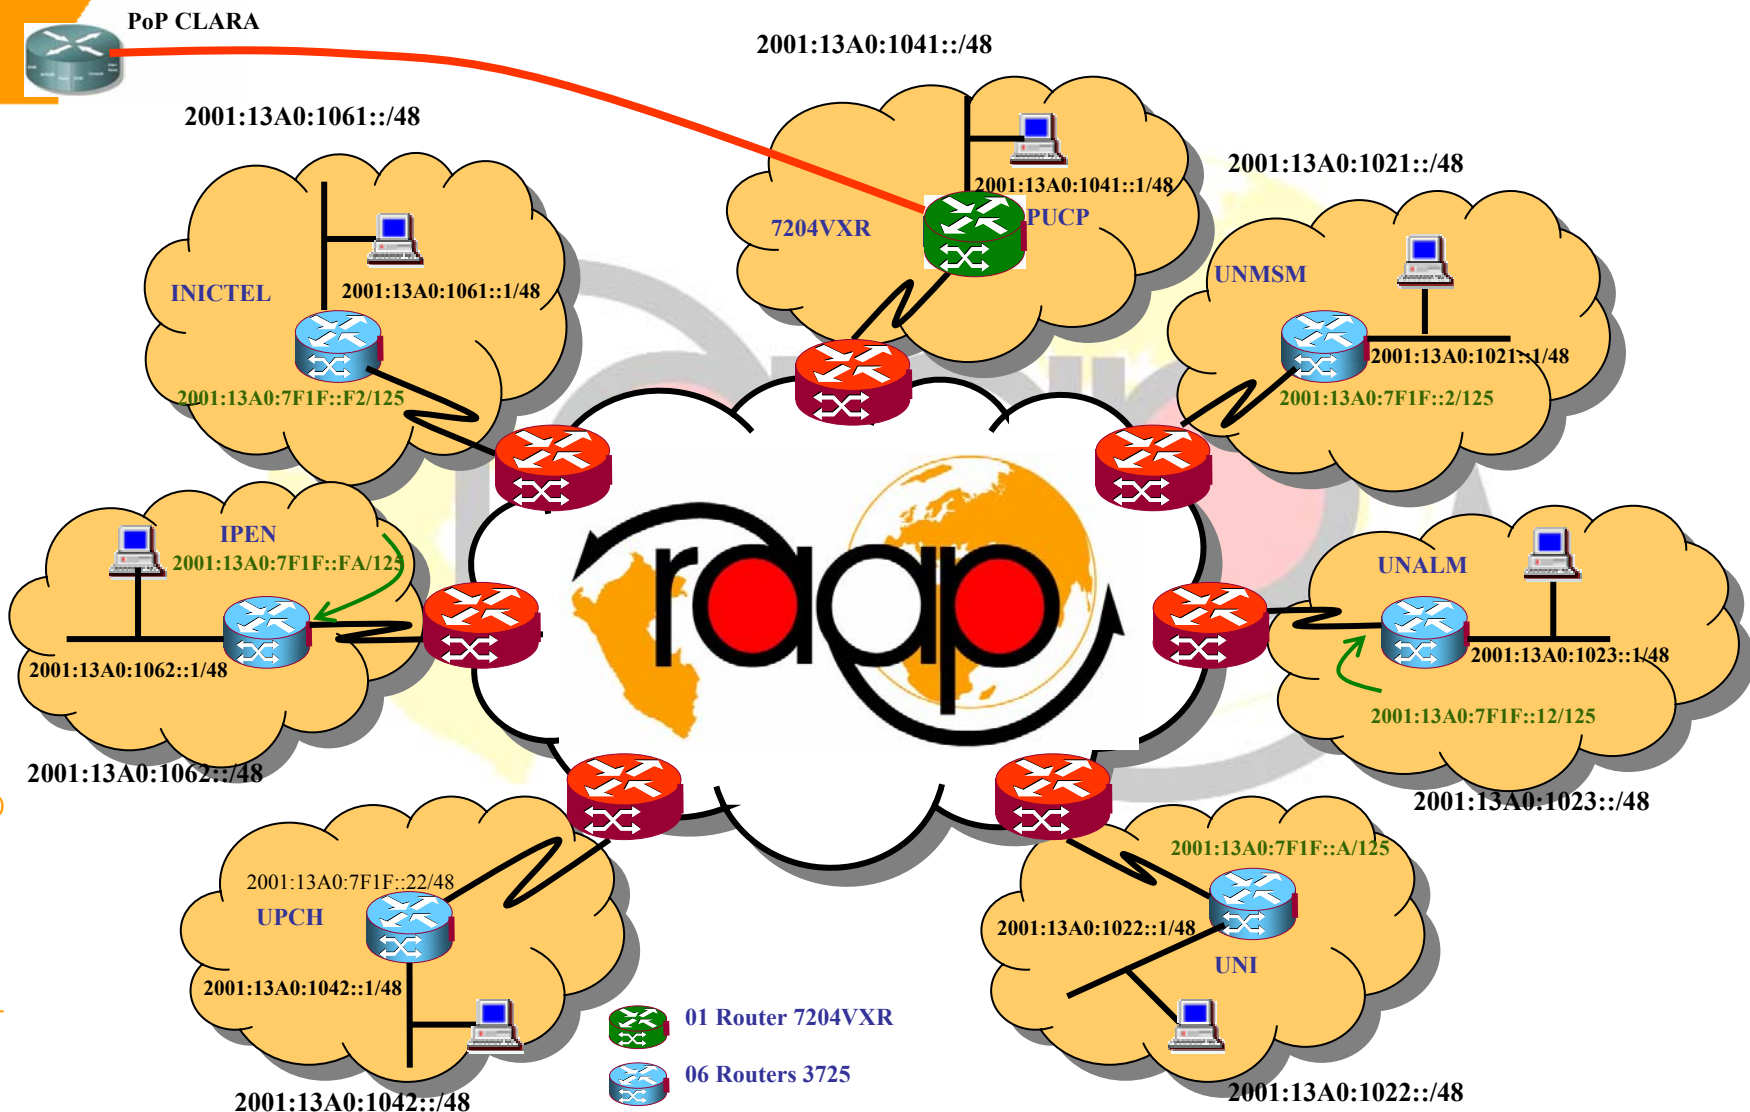 PoP CLARA
2001:13A0:1041::/48
2001:13A0:1061::/48
2001:13A0:1021::/48
2001:13A0:1041::1/48
7204VXR
PUCP
INICTEL
2001:13A0:1061::1/48
UNMSM
2001:13A0:1021::1/48
2001:13A0:7F1F::F2/125
2001:13A0:7F1F::2/125
IPEN
2001:13A0:7F1F::FA/125
UNALM
raap
2001:13A0:1062::1/48
2001:13A0:1023::1/48
2001:13A0:7F1F::12/125
2001:13A0:1062::/48
2001:13A0:1023::/48
2001:13A0:7F1F::A/125
2001:13A0:7F1F::22/48
UPCH
2001:13A0:1022::1/48
UNI
2001:13A0:1042::1/48
01 Router 7204VXR
06 Routers 3725
2001:13A0:1042::/48
2001:13A0:1022::/48